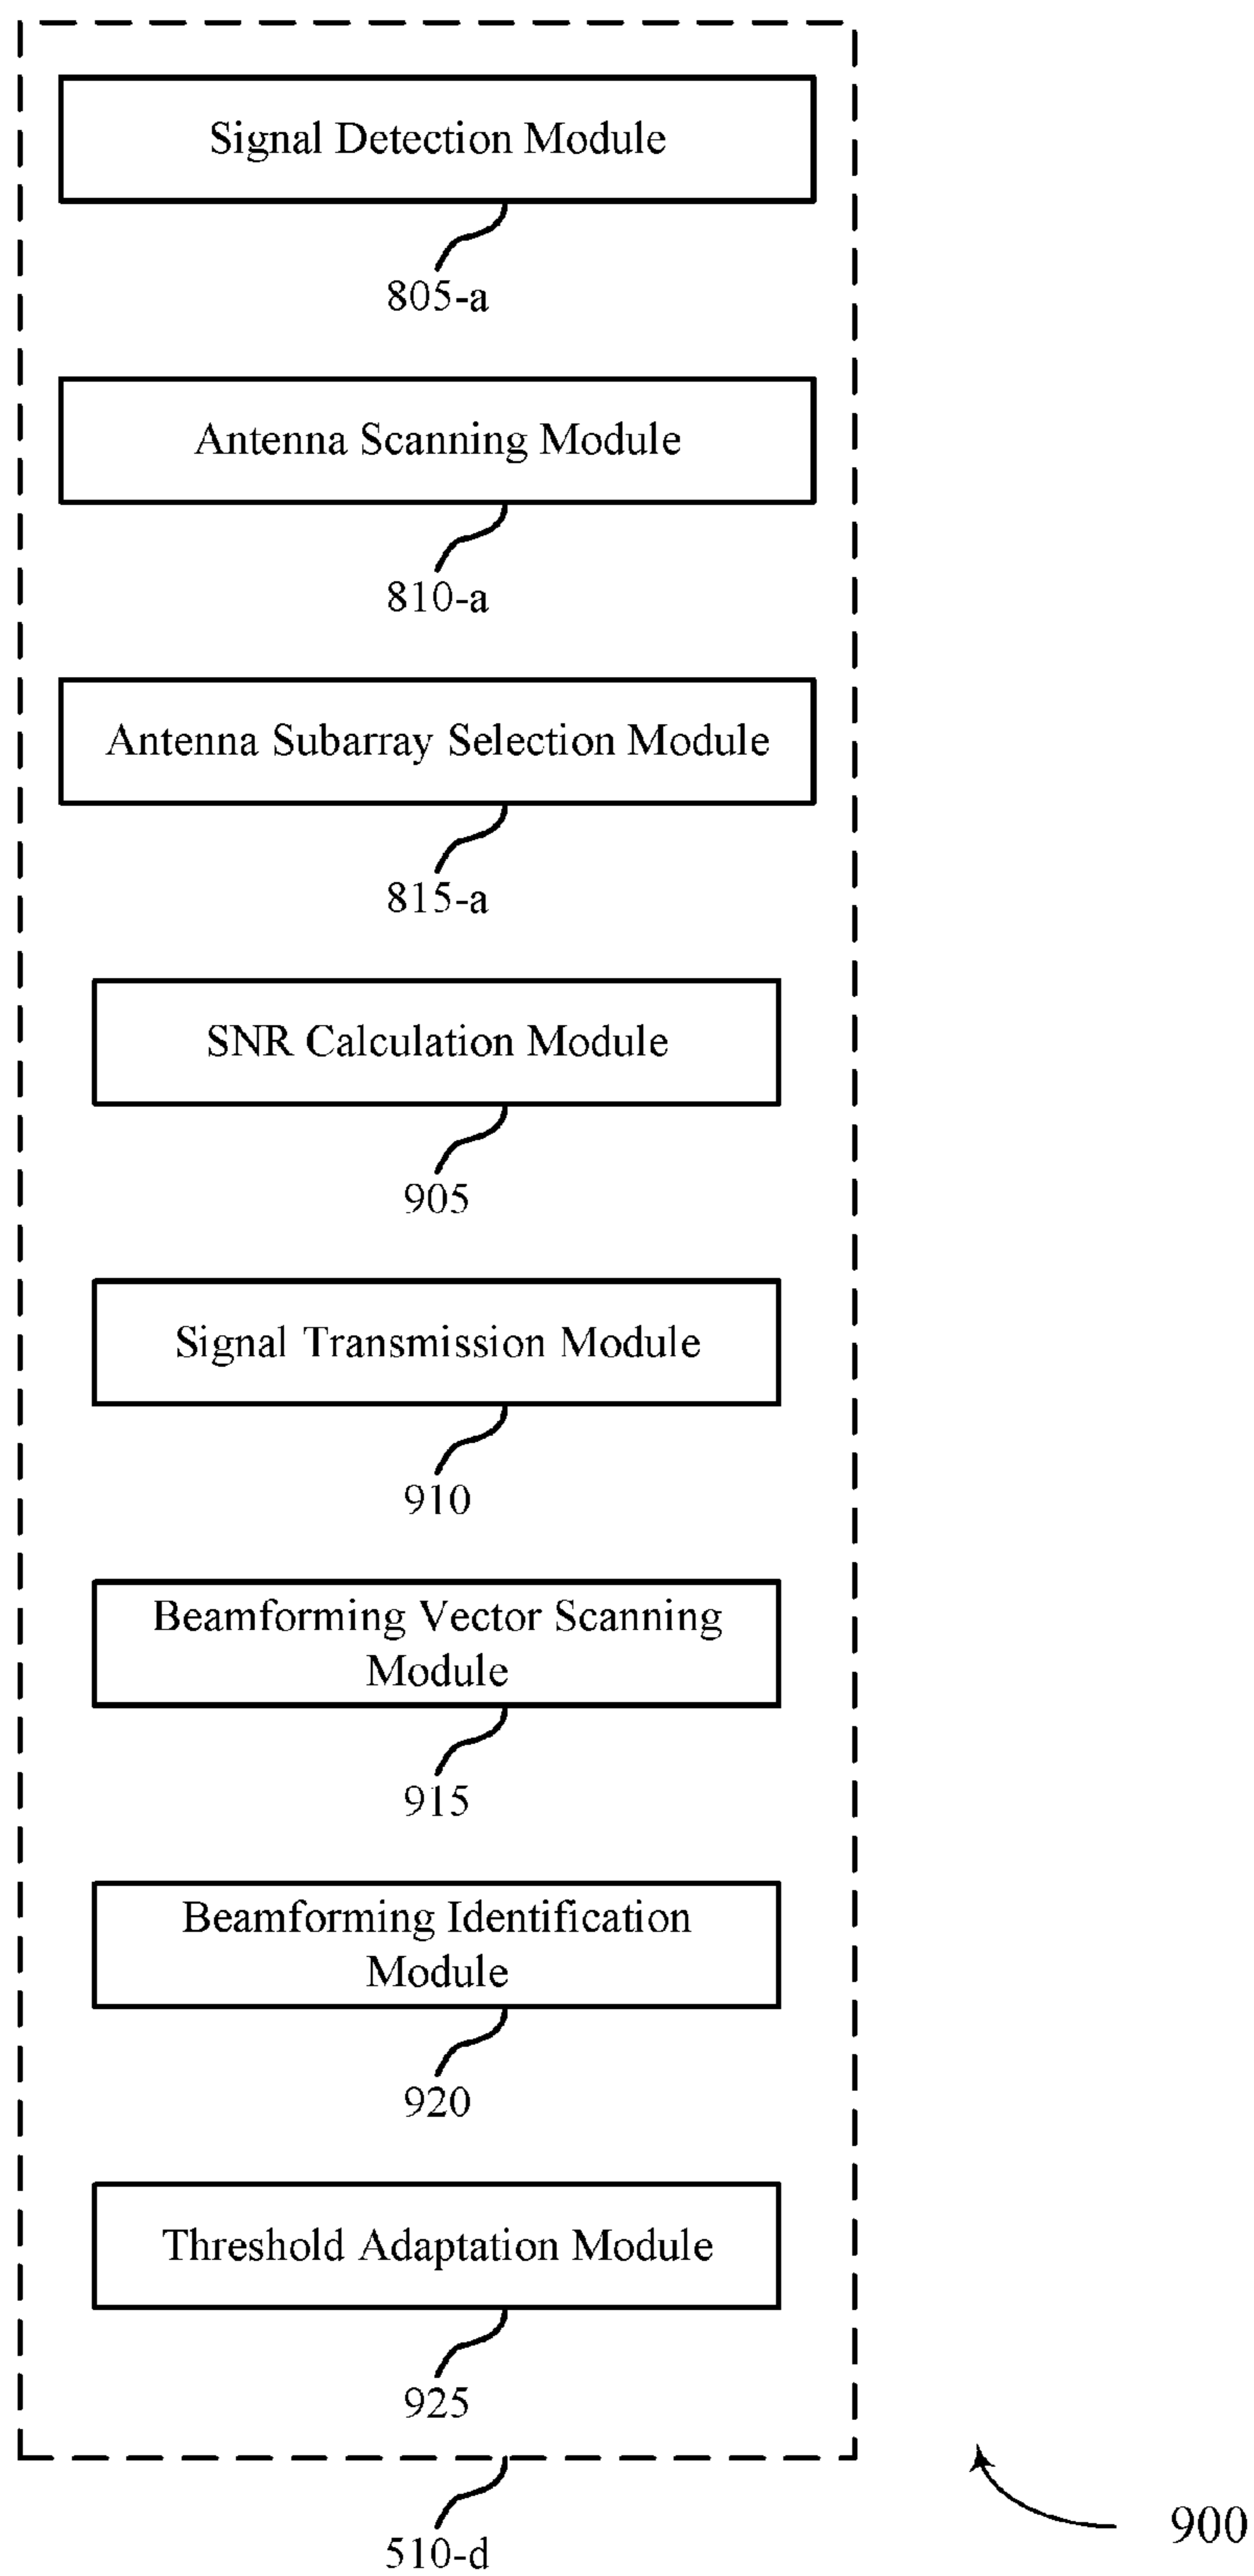 Signal Detection Module
805-a
Antenna Scanning Module
810-a
Antenna Subarray Selection Module
815-a
SNR Calculation Module
905
Signal Transmission Module
910
Beamforming Vector Scanning
Module
915
Beamforming Identification
Module
920
Threshold Adaptation Module
925
510-d
900